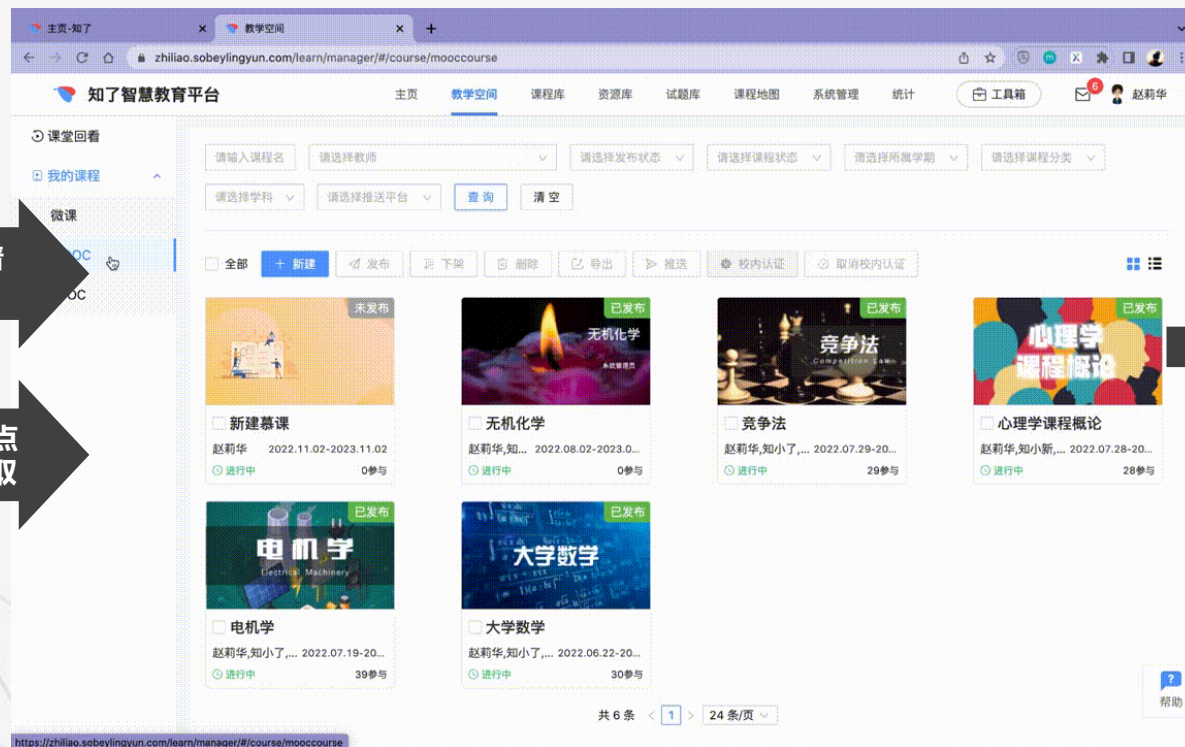 主页-知了
教学空间
zhiliao.sobeylingyun.com/learn/manager/#/course/mooccourse
知了智慧教育平台
主页 教学空间 课程库 资源库 试题库 课程地图 系统管理 统计 工具箱 6 赵莉华
课堂回看
我的课程
微课
OOC
OC
点
取
请输入课程名 请选择教师 请选择发布状态 请选择课程状态 请选择所属学期 请选择课程分类
请选择学科 请选择推送平台 查询 清空
全部 + 新建 发布 下架 删除 导出 推送 校内认证 取消校内认证
未发布
新建慕课
赵莉华 2022.11.02-2023.11.02
进行中 0参与
已发布
无机化学
系统管理员
无机化学
赵莉华,知... 2022.08.02-2023.0...
进行中 0参与
已发布
竞争法
Competition Law
竞争法
赵莉华,知小了,... 2022.07.29-20...
进行中 29参与
已发布
心理学
课程概论
心理学课程概论
赵莉华,知小新,... 2022.07.28-20...
进行中 28参与
已发布
电机学
Electrical Machinery
电机学
赵莉华,知小了,... 2022.07.19-20...
进行中 39参与
已发布
大学数学
大学数学
赵莉华,知小了,... 2022.06.22-20...
进行中 30参与
共 6 条 < 1 > 24 条/页
?
帮助
https://zhiliao.sobeylingyun.com/learn/manager/#/course/mooccourse